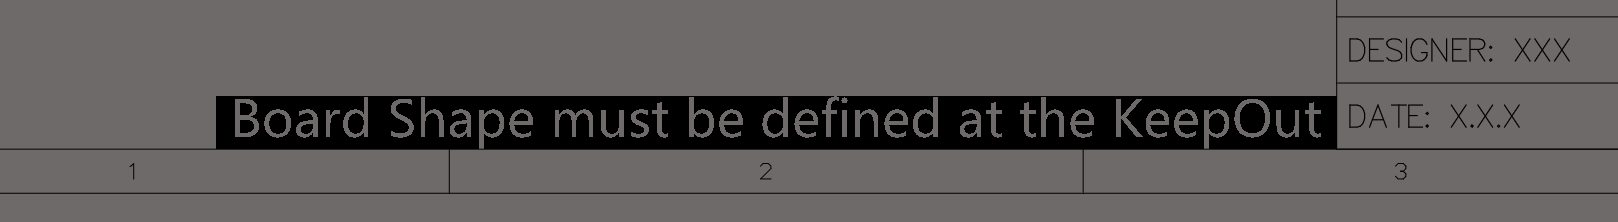 DESIGNER: XXX
Board Shape must be defined at the KeepOut
DATE: X.X.X
1
2
3